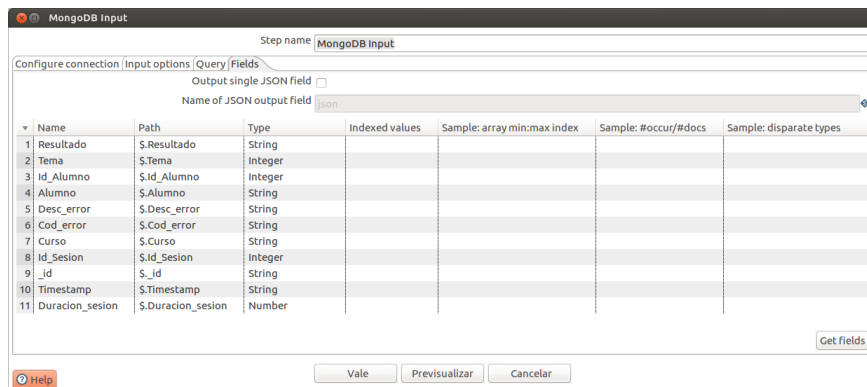 MongoDB Input
Step name MongoDB Input
Configure connection Input options Query Fields
Output single JSON field
Name of JSON output field json
Name Path Type Indexed values Sample: array min:max index Sample: #occur/#docs Sample: disparate types
1 Resultado $.Resultado String
2 Tema $.Tema Integer
3 Id_Alumno $.Id_Alumno Integer
4 Alumno $.Alumno String
5 Desc_error $.Desc_error String
6 Cod_error $.Cod_error String
7 Curso $.Curso String
8 Id_Sesion $.Id_Sesion Integer
9 _id $._id String
10 Timestamp $.Timestamp String
11 Duracion_sesion $.Duracion_sesion Number
Get fields
Help Vale Previsualizar Cancelar